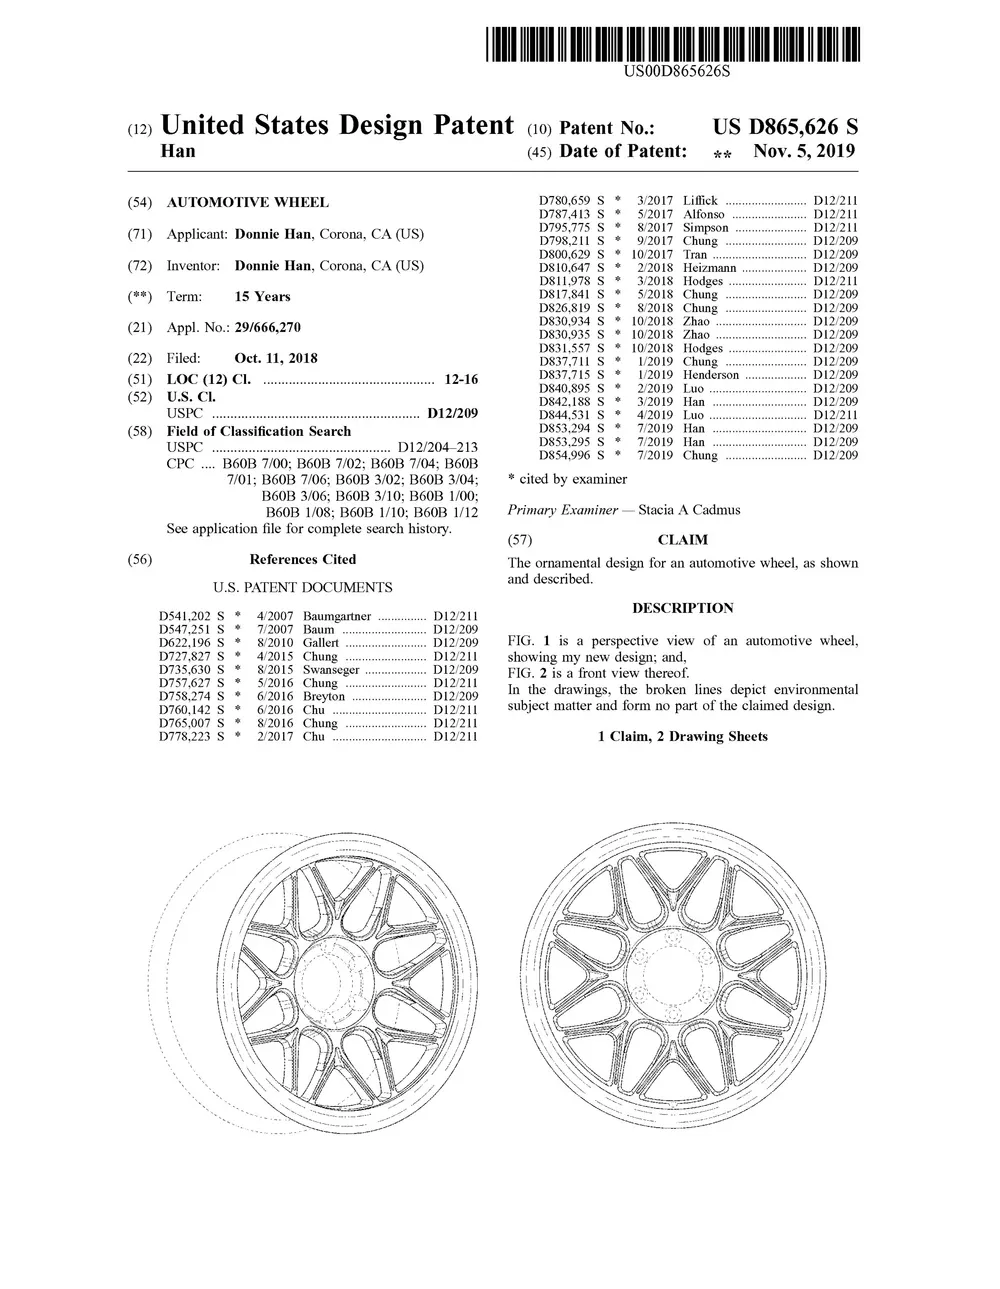 US00D865626S
(12) United States Design Patent
Han
(10) Patent No.: US D865,626 S
(45) Date of Patent: ** Nov. 5, 2019
(54) AUTOMOTIVE WHEEL
(71) Applicant: Donnie Han, Corona, CA (US)
(72) Inventor: Donnie Han, Corona, CA (US)
(**) Term: 15 Years
(21) Appl. No.: 29/666,270
(22) Filed: Oct. 11, 2018
(51) LOC (12) Cl. .............................................. 12-16
(52) U.S. Cl.
USPC ........................................................ D12/209
(58) Field of Classification Search
USPC ................................................ D12/204–213
CPC .... B60B 7/00; B60B 7/02; B60B 7/04; B60B
7/01; B60B 7/06; B60B 3/02; B60B 3/04;
B60B 3/06; B60B 3/10; B60B 1/00;
B60B 1/08; B60B 1/10; B60B 1/12
See application file for complete search history.
(56) References Cited
U.S. PATENT DOCUMENTS
D541,202 S * 4/2007 Baumgartner ............... D12/211
D547,251 S * 7/2007 Baum .......................... D12/209
D622,196 S * 8/2010 Gallert ......................... D12/209
D727,827 S * 4/2015 Chung ......................... D12/211
D735,630 S * 8/2015 Swanseger ................... D12/209
D757,627 S * 5/2016 Chung ......................... D12/211
D758,274 S * 6/2016 Breyton ....................... D12/209
D760,142 S * 6/2016 Chu ............................. D12/211
D765,007 S * 8/2016 Chung ......................... D12/211
D778,223 S * 2/2017 Chu ............................. D12/211
D780,659 S * 3/2017 Liffick ......................... D12/211
D787,413 S * 5/2017 Alfonso ....................... D12/211
D795,775 S * 8/2017 Simpson ...................... D12/211
D798,211 S * 9/2017 Chung ......................... D12/209
D800,629 S * 10/2017 Tran ............................. D12/209
D810,647 S * 2/2018 Heizmann .................... D12/209
D811,978 S * 3/2018 Hodges ........................ D12/211
D817,841 S * 5/2018 Chung ......................... D12/209
D826,819 S * 8/2018 Chung ......................... D12/209
D830,934 S * 10/2018 Zhao ............................ D12/209
D830,935 S * 10/2018 Zhao ............................ D12/209
D831,557 S * 10/2018 Hodges ........................ D12/209
D837,711 S * 1/2019 Chung ......................... D12/209
D837,715 S * 1/2019 Henderson ................... D12/209
D840,895 S * 2/2019 Luo .............................. D12/209
D842,188 S * 3/2019 Han ............................. D12/209
D844,531 S * 4/2019 Luo .............................. D12/211
D853,294 S * 7/2019 Han ............................. D12/209
D853,295 S * 7/2019 Han ............................. D12/209
D854,996 S * 7/2019 Chung ......................... D12/209
* cited by examiner
Primary Examiner — Stacia A Cadmus
(57) CLAIM
The ornamental design for an automotive wheel, as shown
and described.
DESCRIPTION
FIG. 1 is a perspective view of an automotive wheel,
showing my new design; and,
FIG. 2 is a front view thereof.
In the drawings, the broken lines depict environmental
subject matter and form no part of the claimed design.
1 Claim, 2 Drawing Sheets